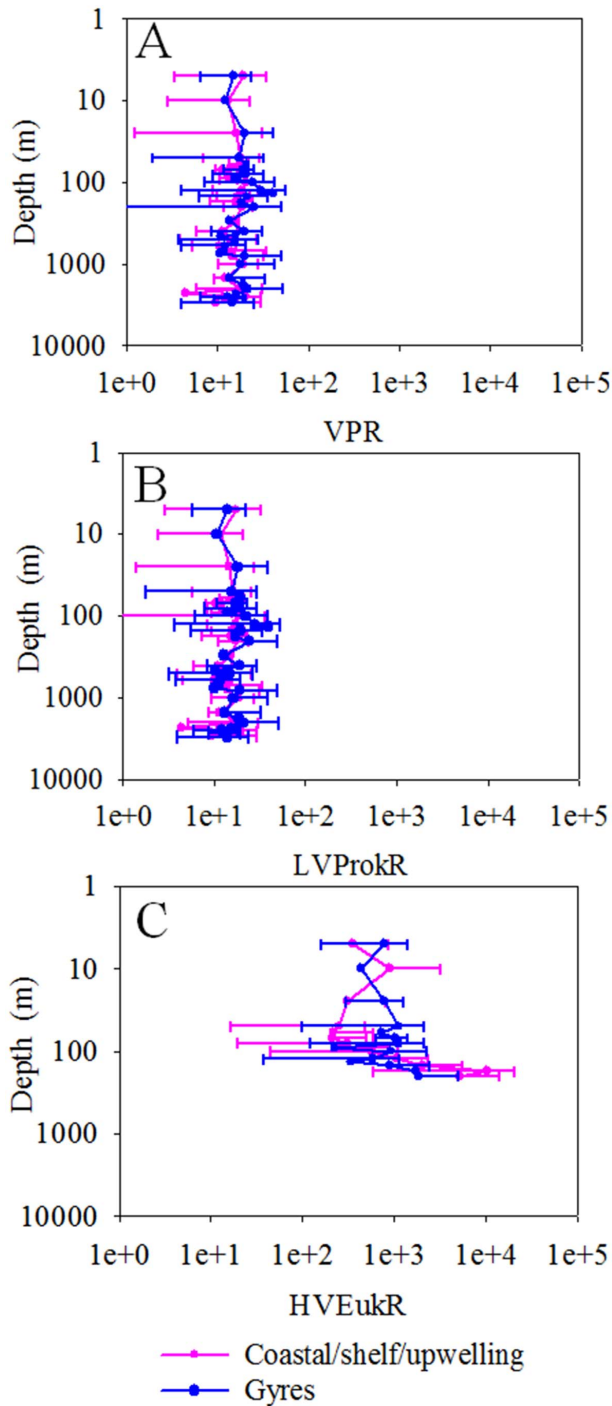 A
1
10
100
1000
10000
Depth (m)
1e+0 1e+1 1e+2 1e+3 1e+4 1e+5
VPR
B
1
10
100
1000
10000
Depth (m)
1e+0 1e+1 1e+2 1e+3 1e+4 1e+5
LVProkR
C
1
10
100
1000
10000
Depth (m)
1e+0 1e+1 1e+2 1e+3 1e+4 1e+5
HVEukR
Coastal/shelf/upwelling
Gyres